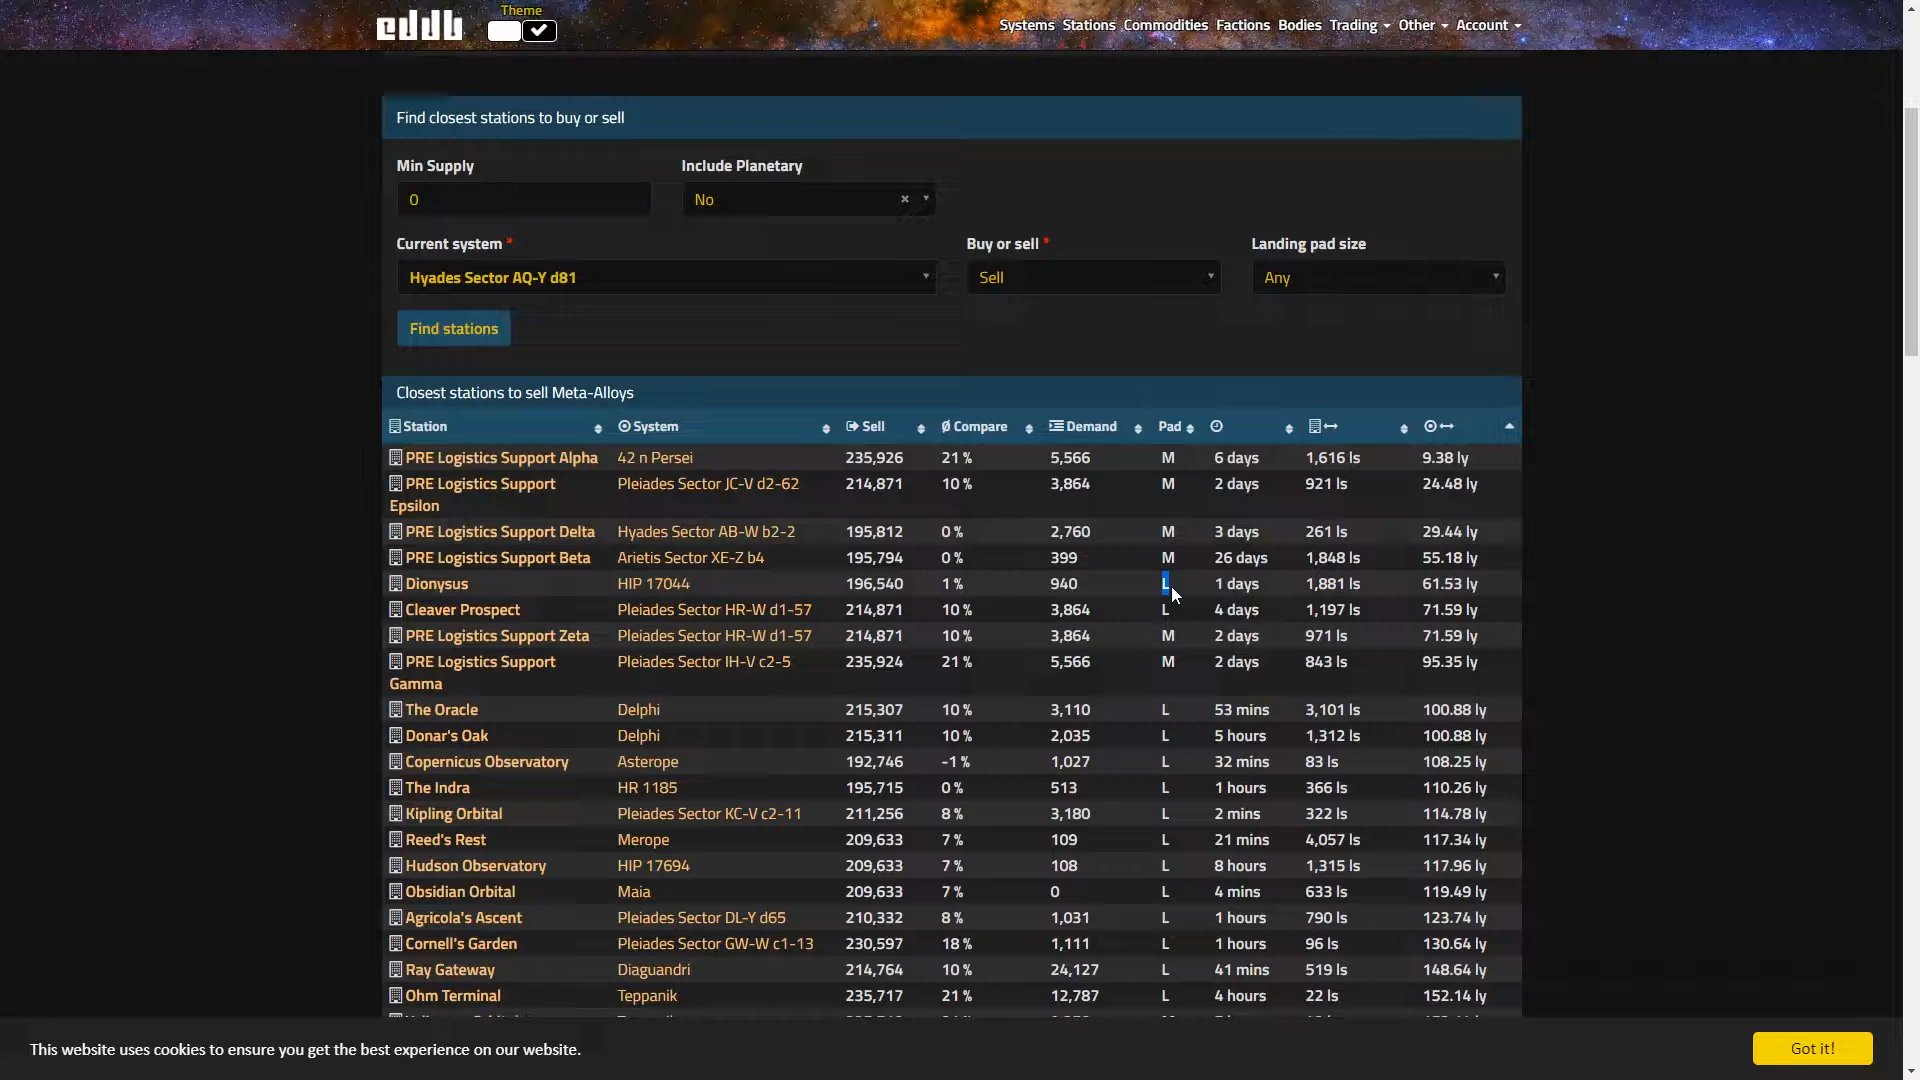 eddb
Theme
Systems Stations Commodities Factions Bodies Trading Other Account
Find closest stations to buy or sell
Min Supply Include Planetary
0 No
Current system * Buy or sell * Landing pad size
Hyades Sector AQ-Y d81 Sell Any
Find stations
Closest stations to sell Meta-Alloys
Station System Sell Ø Compare Demand Pad
PRE Logistics Support Alpha 42 n Persei 235,926 21 % 5,566 M 6 days 1,616 ls 9.38 ly
PRE Logistics Support Pleiades Sector JC-V d2-62 214,871 10 % 3,864 M 2 days 921 ls 24.48 ly
Epsilon
PRE Logistics Support Delta Hyades Sector AB-W b2-2 195,812 0 % 2,760 M 3 days 261 ls 29.44 ly
PRE Logistics Support Beta Arietis Sector XE-Z b4 195,794 0 % 399 M 26 days 1,848 ls 55.18 ly
Dionysus HIP 17044 196,540 1 % 940 L 1 days 1,881 ls 61.53 ly
Cleaver Prospect Pleiades Sector HR-W d1-57 214,871 10 % 3,864 L 4 days 1,197 ls 71.59 ly
PRE Logistics Support Zeta Pleiades Sector HR-W d1-57 214,871 10 % 3,864 M 2 days 971 ls 71.59 ly
PRE Logistics Support Pleiades Sector IH-V c2-5 235,924 21 % 5,566 M 2 days 843 ls 95.35 ly
Gamma
The Oracle Delphi 215,307 10 % 3,110 L 53 mins 3,101 ls 100.88 ly
Donar's Oak Delphi 215,311 10 % 2,035 L 5 hours 1,312 ls 100.88 ly
Copernicus Observatory Asterope 192,746 -1 % 1,027 L 32 mins 83 ls 108.25 ly
The Indra HR 1185 195,715 0 % 513 L 1 hours 366 ls 110.26 ly
Kipling Orbital Pleiades Sector KC-V c2-11 211,256 8 % 3,180 L 2 mins 322 ls 114.78 ly
Reed's Rest Merope 209,633 7 % 109 L 21 mins 4,057 ls 117.34 ly
Hudson Observatory HIP 17694 209,633 7 % 108 L 8 hours 1,315 ls 117.96 ly
Obsidian Orbital Maia 209,633 7 % 0 L 4 mins 633 ls 119.49 ly
Agricola's Ascent Pleiades Sector DL-Y d65 210,332 8 % 1,031 L 1 hours 790 ls 123.74 ly
Cornell's Garden Pleiades Sector GW-W c1-13 230,597 18 % 1,111 L 1 hours 96 ls 130.64 ly
Ray Gateway Diaguandri 214,764 10 % 24,127 L 41 mins 519 ls 148.64 ly
Ohm Terminal Teppanik 235,717 21 % 12,787 L 4 hours 22 ls 152.14 ly
This website uses cookies to ensure you get the best experience on our website.
Got it!